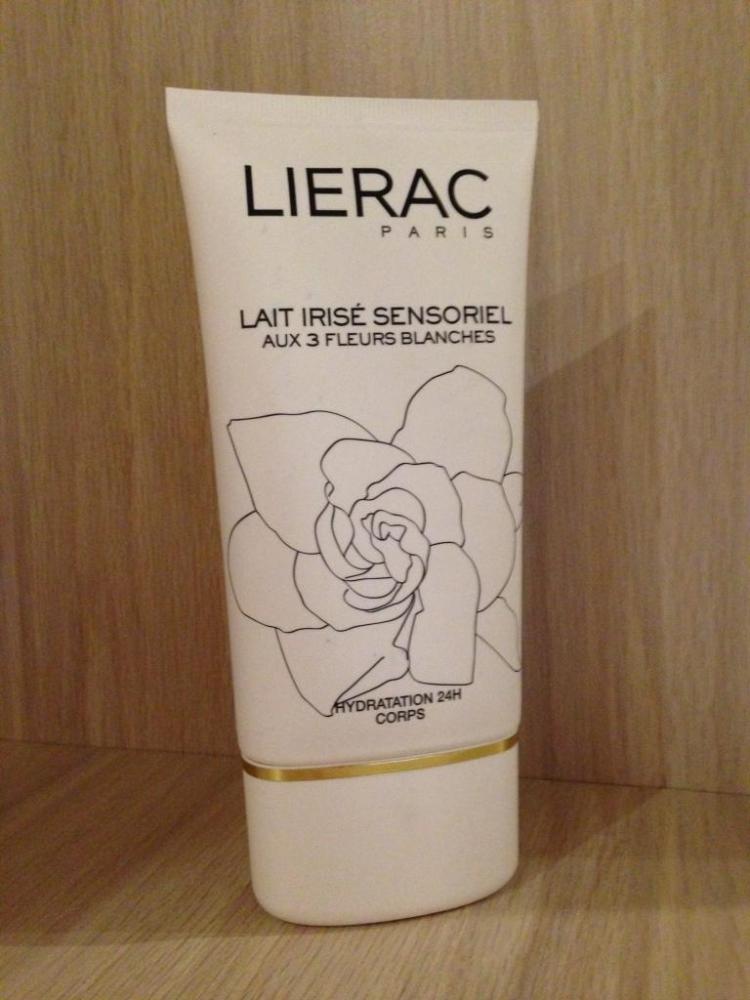 LIERAC
PARIS
LAIT IRISÉ SENSORIEL
AUX 3 FLEURS BLANCHES
HYDRATATION 24H
CORPS